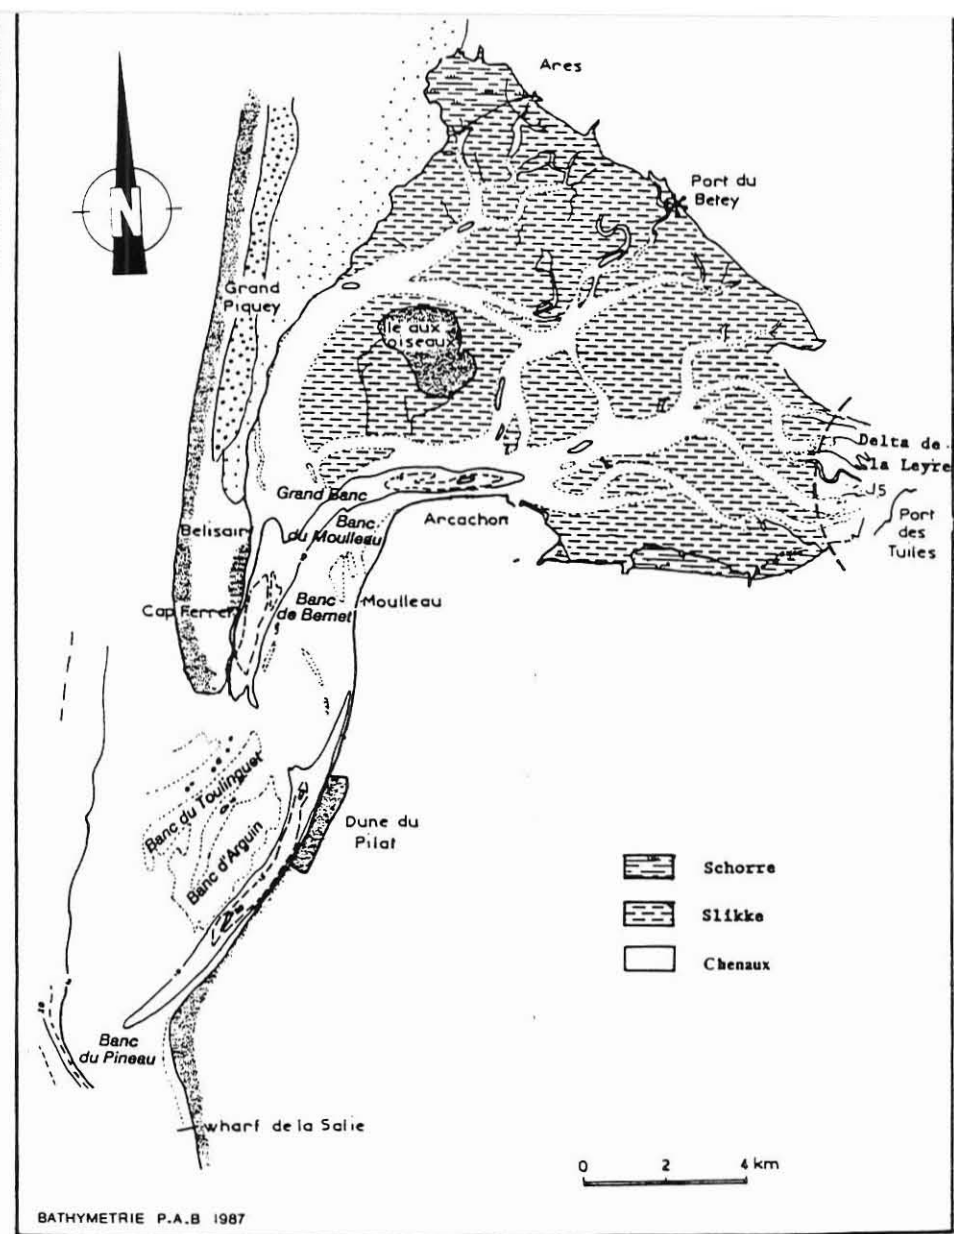 Ares
N
Port du
Betey
Grand
Piquey
île aux
oiseaux
Delta de
la Leyre
J5
Port
des
Tuiles
Grand Banc
Banc
du Moulleau
Arcachon
Belisaire
Cap Ferret
Banc
de Bernet
Moulleau
Banc du Toulinguet
Banc d'Arguin
Dune du
Pilat
Schorre
Slikke
Chenaux
Banc
du Pineau
wharf de la Salie
0 2 4 km
BATHYMETRIE P.A.B 1987